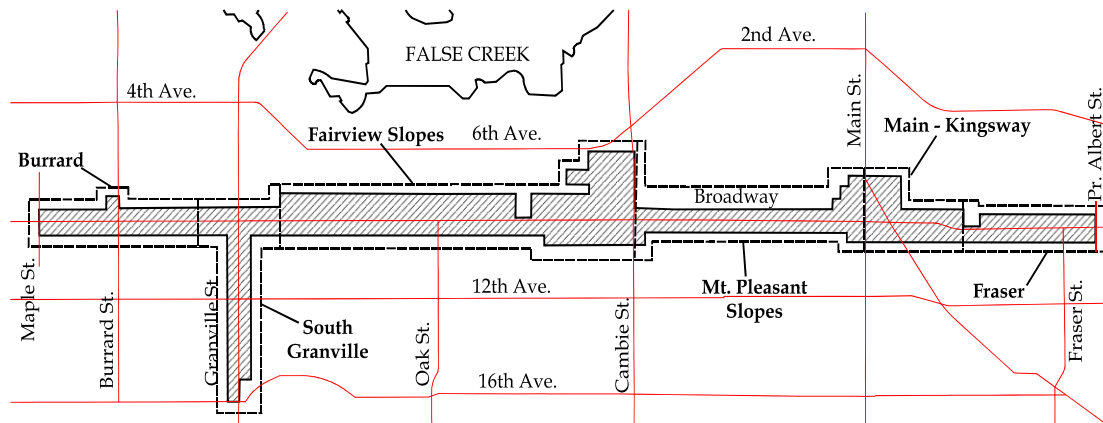 2nd Ave.
FALSE CREEK
4th Ave.
Main St.
Pr. Albert St.
Fairview Slopes
6th Ave.
Main - Kingsway
Burrard
Broadway
Maple St.
Burrard St.
Granville St.
12th Ave.
Mt. Pleasant
Slopes
Fraser
South
Granville
Oak St.
Cambie St.
Fraser St.
16th Ave.